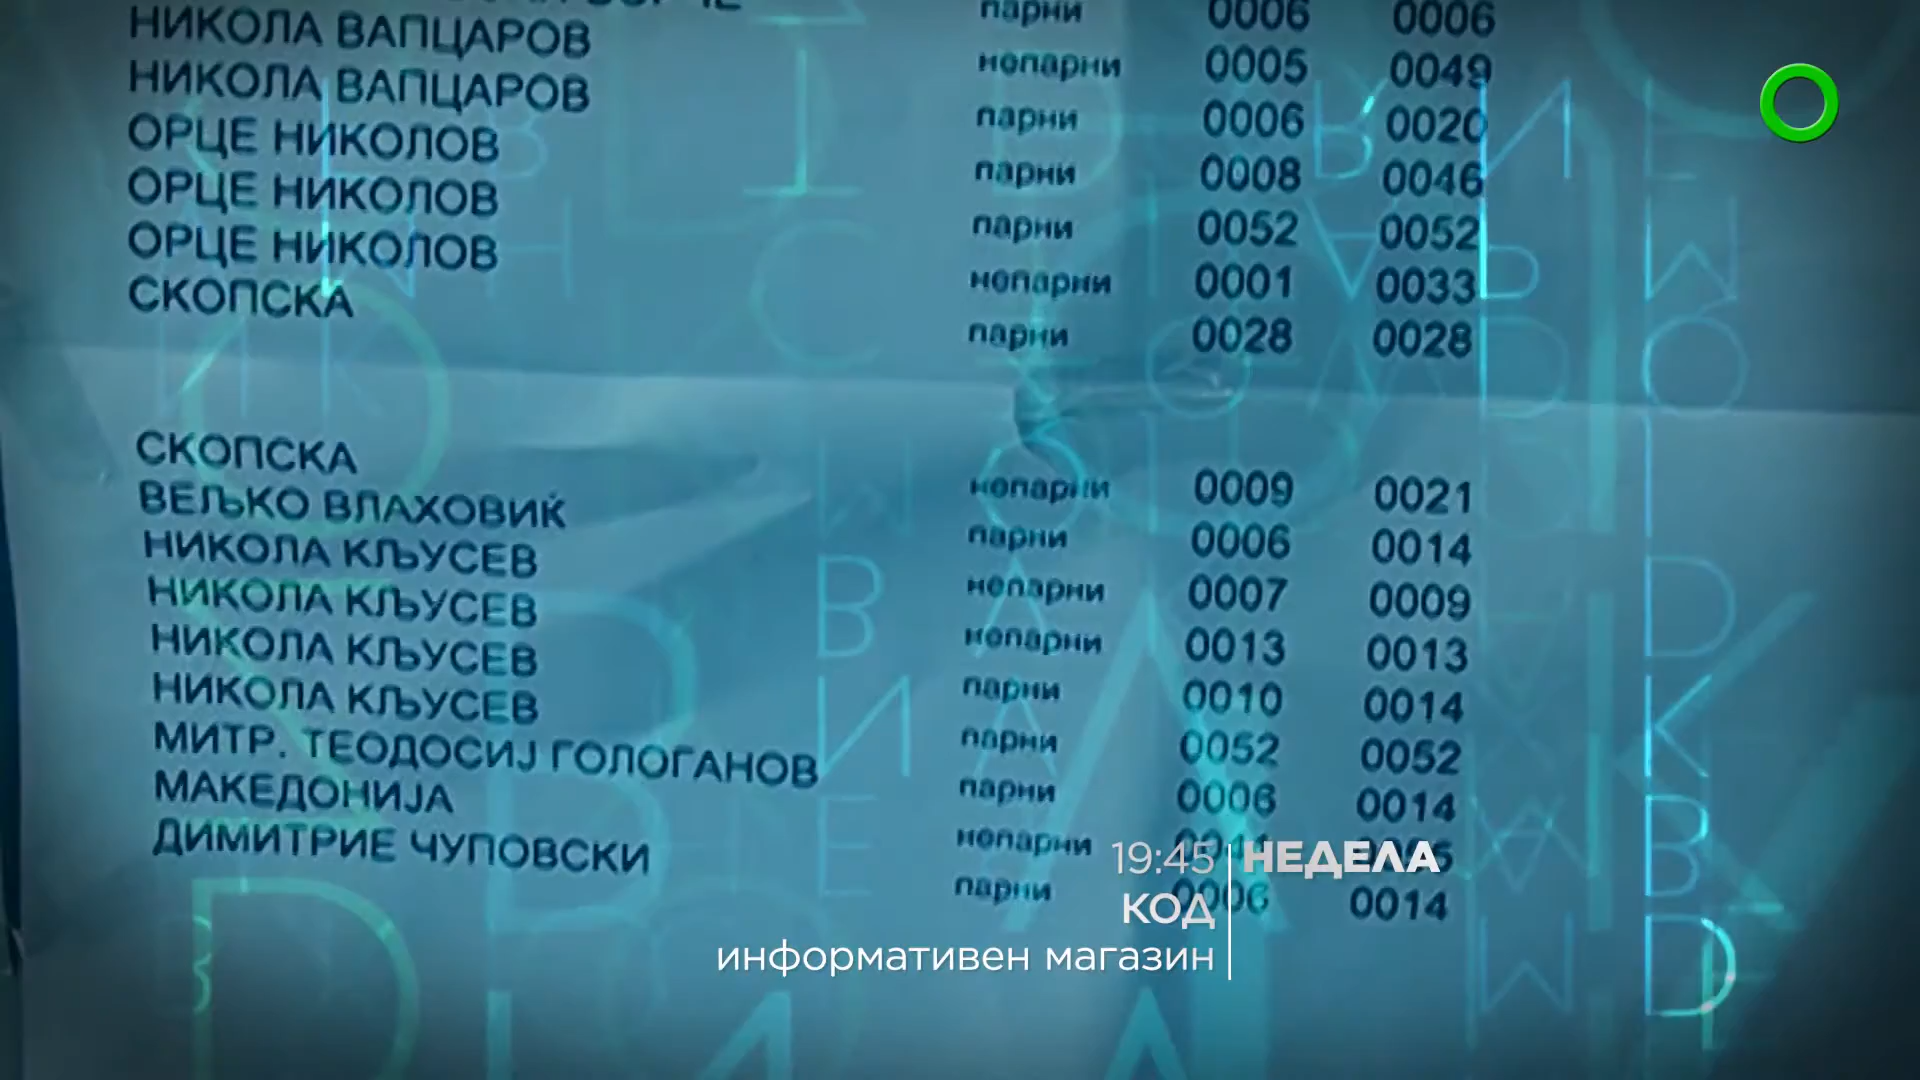 парни 0006 0006
НИКОЛА ВАПЦАРОВ непарни 0005 0049
НИКОЛА ВАПЦАРОВ парни 0006 0020
ОРЦЕ НИКОЛОВ парни 0008 0046
ОРЦЕ НИКОЛОВ парни 0052 0052
ОРЦЕ НИКОЛОВ непарни 0001 0033
СКОПСКА парни 0028 0028
СКОПСКА непарни 0009 0021
ВЕЉКО ВЛАХОВИЌ парни 0006 0014
НИКОЛА КЉУСЕВ непарни 0007 0009
НИКОЛА КЉУСЕВ непарни 0013 0013
НИКОЛА КЉУСЕВ парни 0010 0014
НИКОЛА КЉУСЕВ парни 0052 0052
МИТР. ТЕОДОСИЈ ГОЛОГАНОВ парни 0006 0014
МАКЕДОНИЈА непарни
ДИМИТРИЕ ЧУПОВСКИ парни 0006 0014
19:45 НЕДЕЛА
КОД
информативен магазин